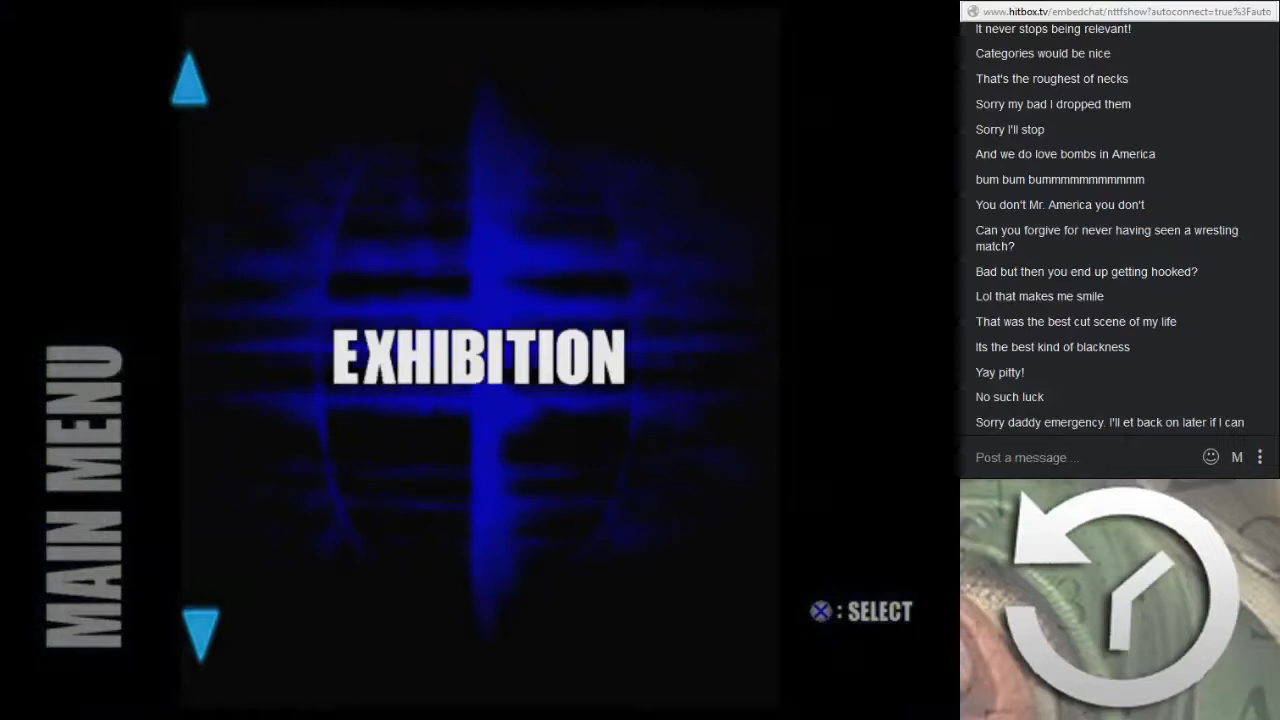 MAIN MENU
EXHIBITION
: SELECT
www.hitbox.tv/embedchat/nttfshow?autoconnect=true%3Fauto
It never stops being relevant!
Categories would be nice
That's the roughest of necks
Sorry my bad I dropped them
Sorry I'll stop
And we do love bombs in America
bum bum bummmmmmmmmmm
You don't Mr. America you don't
Can you forgive for never having seen a wresting
match?
Bad but then you end up getting hooked?
Lol that makes me smile
That was the best cut scene of my life
Its the best kind of blackness
Yay pitty!
No such luck
Sorry daddy emergency. I'll et back on later if I can
Post a message ...
M